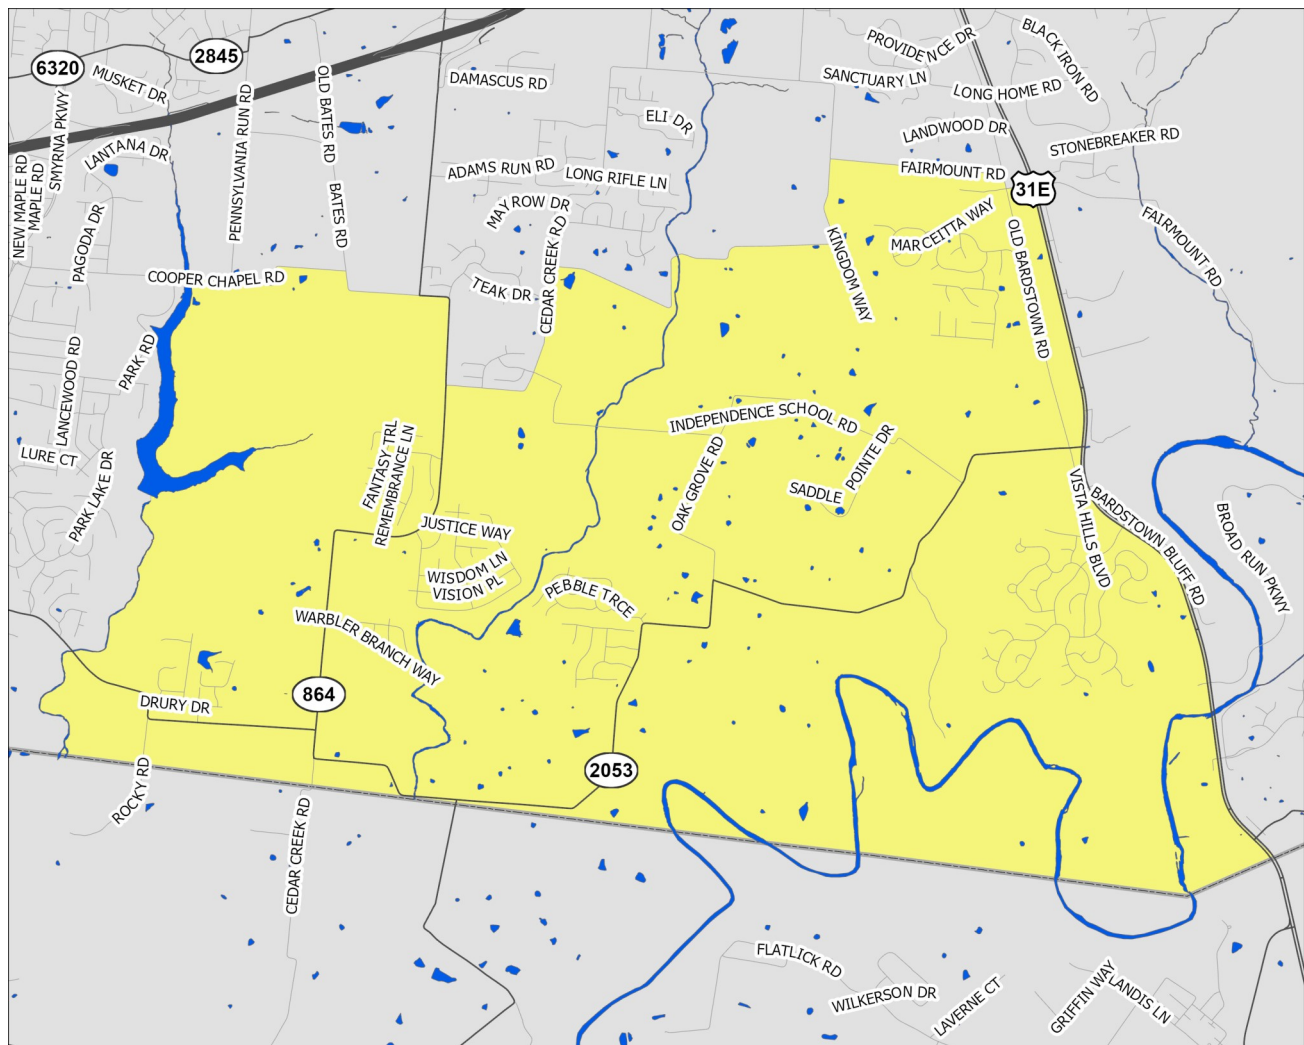 6320
2845
MUSKET DR
SMYRNA PKWY
LANTANA DR
NEW MAPLE RD
MAPLE RD
PAGODA DR
PENNSYLVANIA RUN RD
OLD BATES RD
BATES RD
COOPER CHAPEL RD
DAMASCUS RD
ELI DR
ADAMS RUN RD
LONG RIFLE LN
MAY ROW DR
CEDAR CREEK RD
TEAK DR
PROVIDENCE DR
SANCTUARY LN
BLACK IRON RD
LONG HOME RD
LANDWOOD DR
STONEBREAKER RD
FAIRMOUNT RD
31E
MARCEITTA WAY
KINGDOM WAY
OLD BARDSTOWN RD
FAIRMOUNT RD
PARK RD
LANCEWOOD RD
LURE CT
PARK LAKE DR
FANTASY TRL
REMEMBRANCE LN
INDEPENDENCE SCHOOL RD
OAK GROVE RD
SADDLE POINTE DR
JUSTICE WAY
WISDOM LN
VISION PL
PEBBLE TRCE
WARBLER BRANCH WAY
VISTA HILLS BLVD
BARDSTOWN BLUFF RD
BROAD RUN PKWY
DRURY DR
864
2053
ROCKY RD
CEDAR CREEK RD
FLATLICK RD
WILKERSON DR
LAVERNE CT
GRIFFIN WAY
LANDIS LN